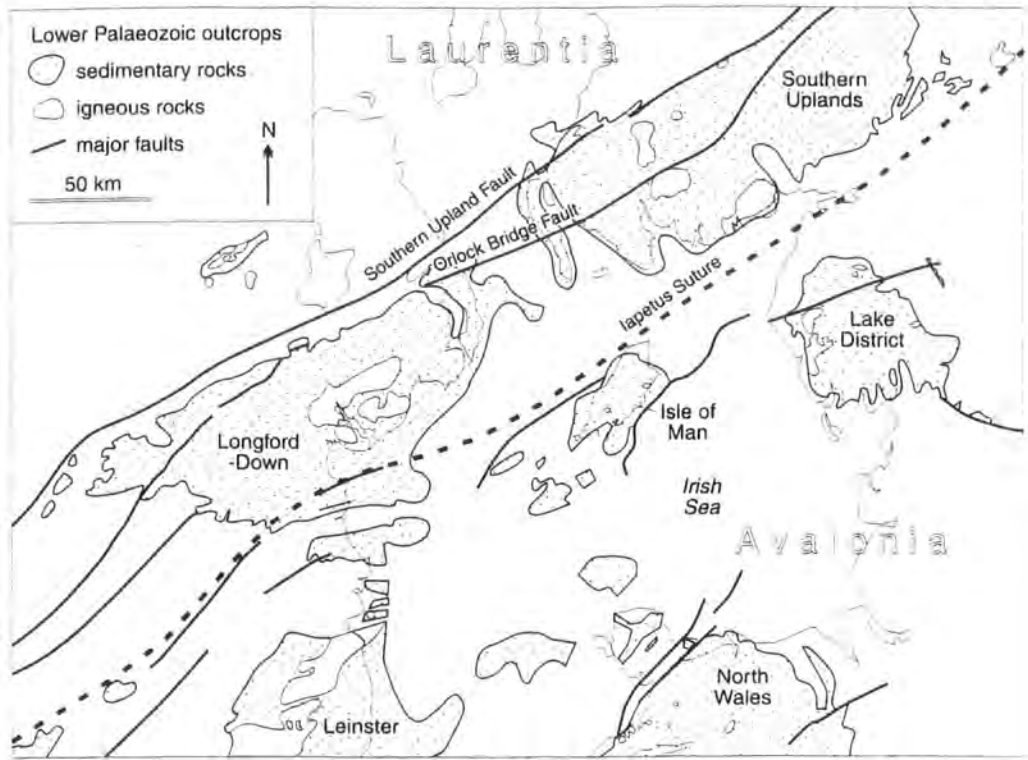 Lower Palaeozoic outcrops
sedimentary rocks
igneous rocks
major faults
50 km
N
Laurentia
Southern
Uplands
Southern Upland Fault
Orlock Bridge Fault
Iapetus Suture
Lake
District
Isle of
Man
Longford
-Down
Irish
Sea
Avalonia
North
Wales
Leinster